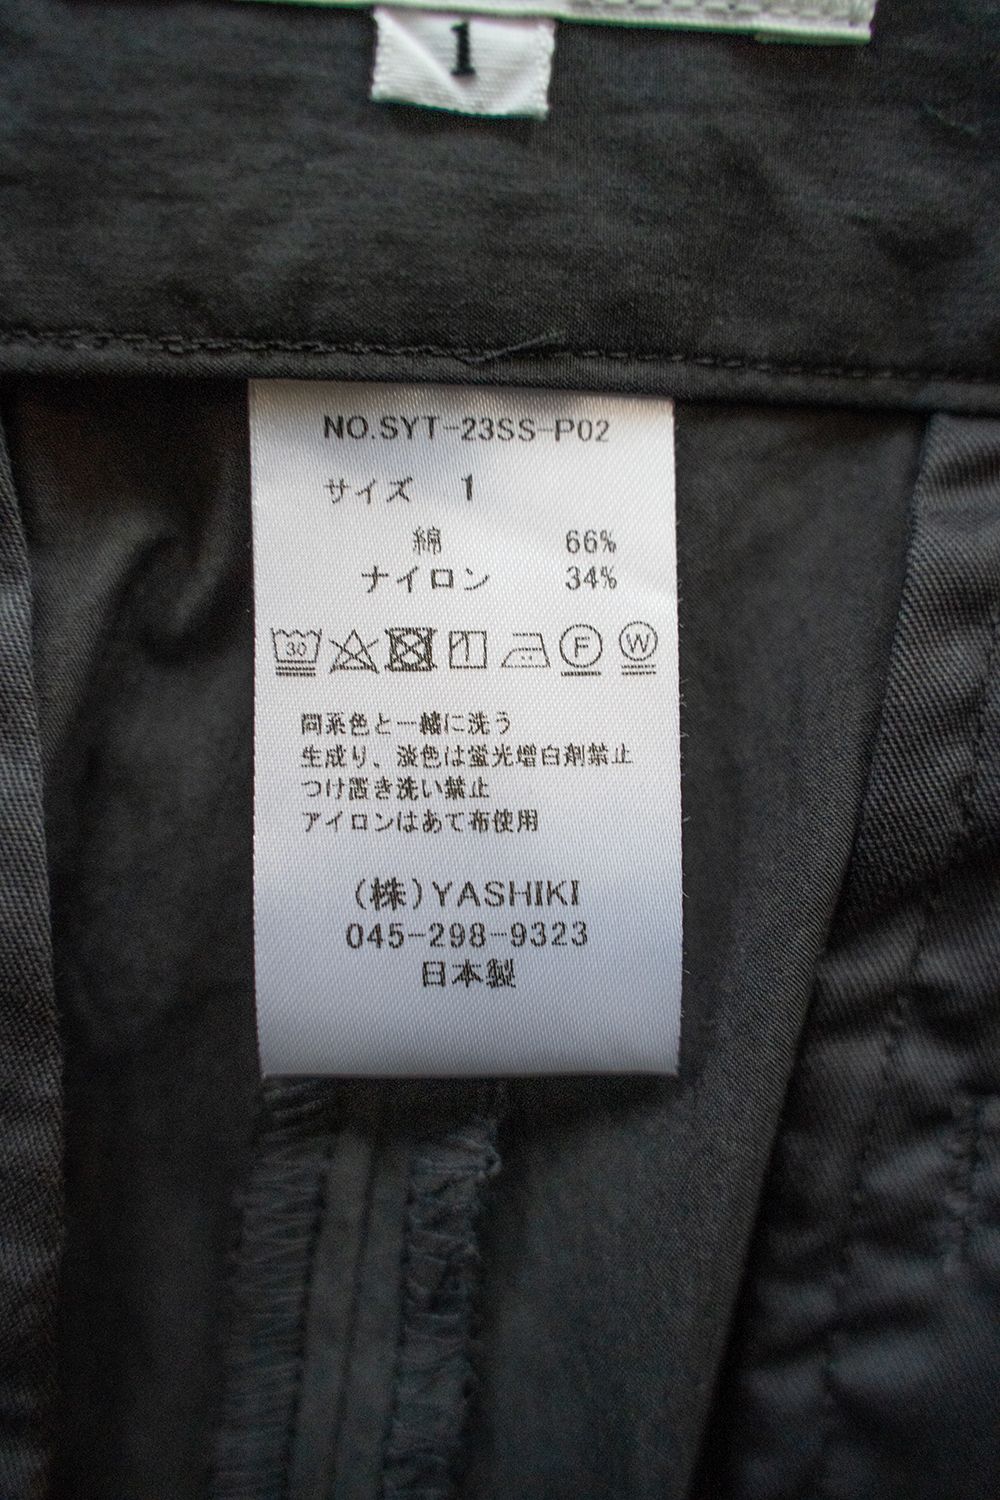 1
NO.SYT-23SS-P02
サイズ 1
綿 66%
ナイロン 34%
30 F W
同系色と一緒に洗う
生成り、淡色は蛍光増白剤禁止
つけ置き洗い禁止
アイロンはあて布使用
(株)YASHIKI
045-298-9323
日本製